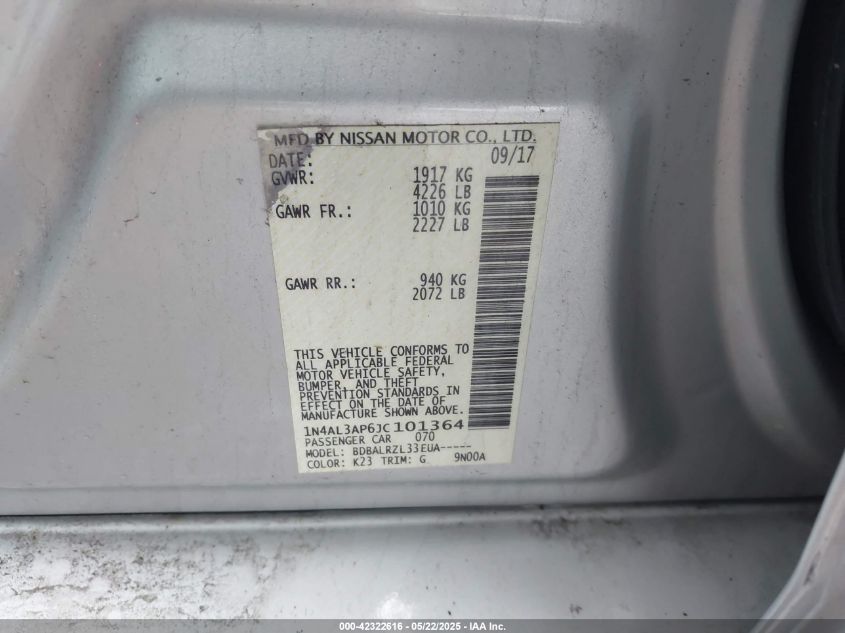 MFD BY NISSAN MOTOR CO., LTD.
DATE: 09/17
GVWR: 1917 KG
4226 LB
GAWR FR.: 1010 KG
2227 LB
GAWR RR.: 940 KG
2072 LB
THIS VEHICLE CONFORMS TO
ALL APPLICABLE FEDERAL
MOTOR VEHICLE SAFETY,
BUMPER, AND THEFT
PREVENTION STANDARDS IN
EFFECT ON THE DATE OF
MANUFACTURE SHOWN ABOVE.
1N4AL3AP6JC101364
PASSENGER CAR 070
MODEL: BDBALRZL33EUA-----
COLOR: K23 TRIM: G 9N00A
000-42322616 - 05/22/2025 - IAA Inc.